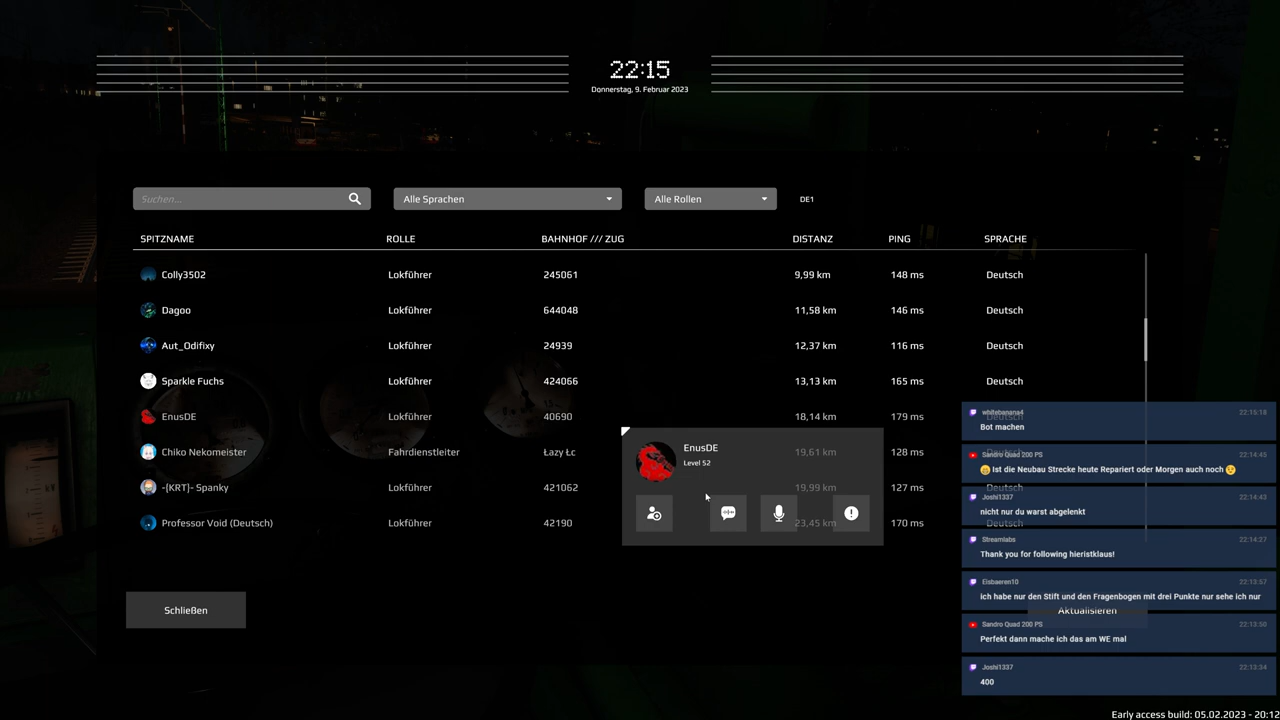 22:15
Donnerstag, 9. Februar 2023
Suchen...
Alle Sprachen
Alle Rollen
DE1
SPITZNAME ROLLE BAHNHOF /// ZUG DISTANZ PING SPRACHE
Colly3502 Lokführer 245061 9,99 km 148 ms Deutsch
Dagoo Lokführer 644048 11,58 km 146 ms Deutsch
Aut_Odifixy Lokführer 24939 12,37 km 116 ms Deutsch
Sparkle Fuchs Lokführer 424066 13,13 km 165 ms Deutsch
EnusDE Lokführer 40690 18,14 km 179 ms Deutsch
Chiko Nekomeister Fahrdienstleiter Łazy Łc 19,61 km 128 ms
-{KRT}- Spanky Lokführer 421062 19,99 km 127 ms Deutsch
Professor Void (Deutsch) Lokführer 42190 23,45 km 170 ms Deutsch
EnusDE
Level 52
Schließen
Aktualisieren
whitebanana4 22:15:18
Bot machen
Sandro Quad 200 PS 22:14:45
Ist die Neubau Strecke heute Repariert oder Morgen auch noch
Joshi1337 22:14:43
nicht nur du warst abgelenkt
Streamlabs 22:14:27
Thank you for following hieristklaus!
Eisbaeren10 22:13:57
ich habe nur den Stift und den Fragenbogen mit drei Punkte nur sehe ich nur
Sandro Quad 200 PS 22:13:50
Perfekt dann mache ich das am WE mal
Joshi1337 22:13:34
400
Early access build: 05.02.2023 - 20:12